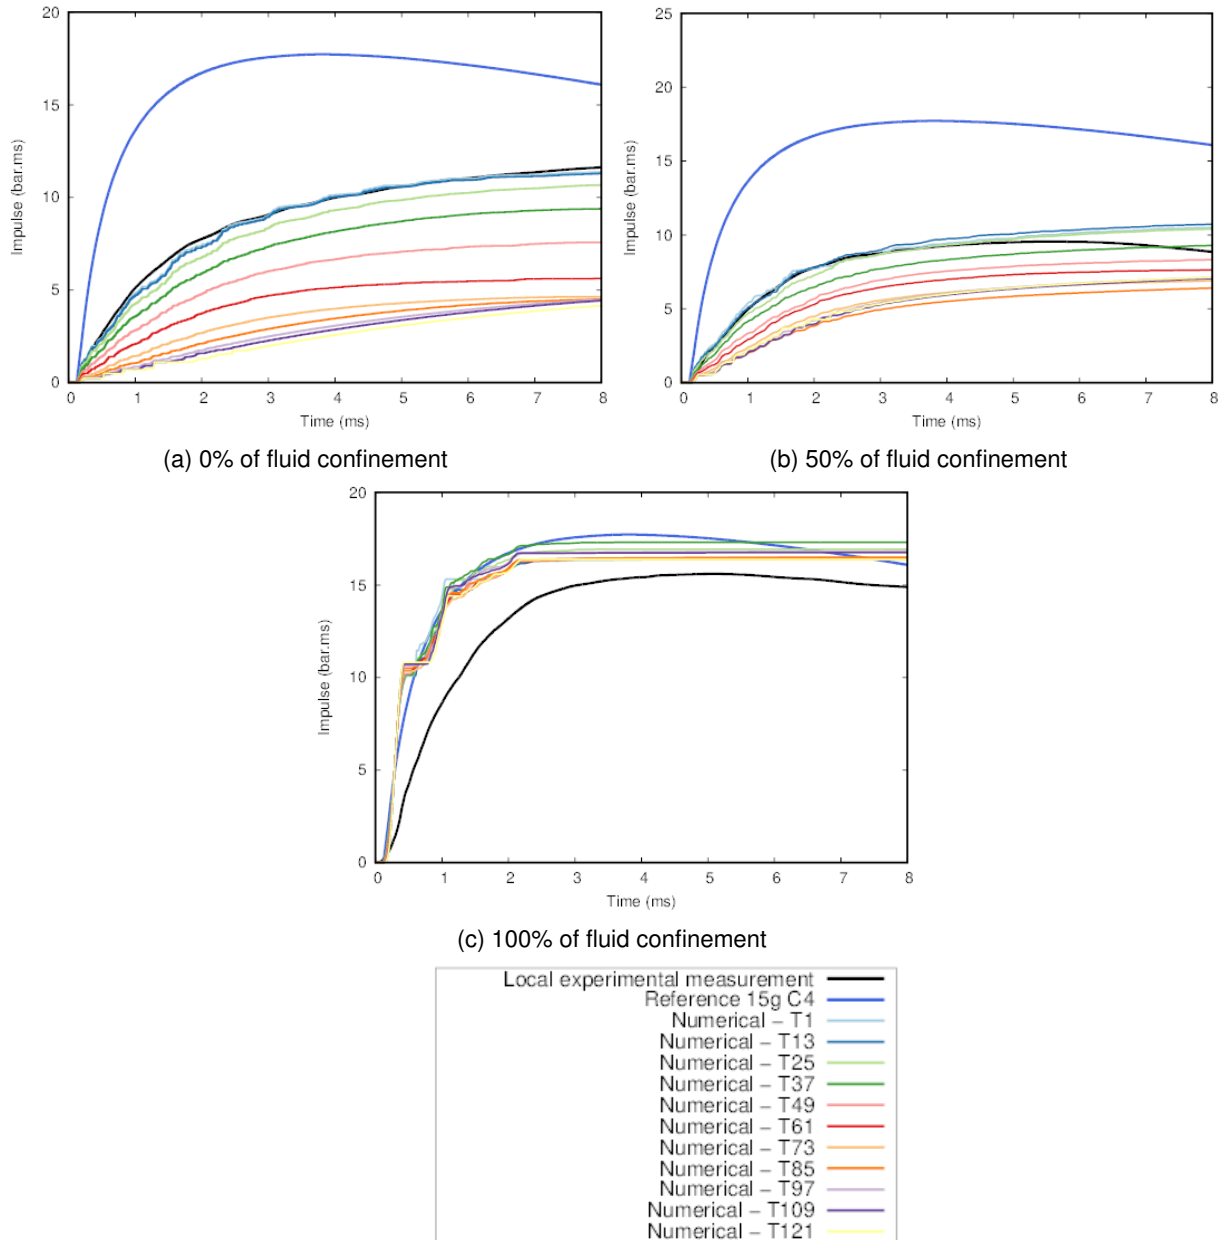 20
15
10
5
0
Impulse (bar.ms)
0 1 2 3 4 5 6 7 8
Time (ms)
(a) 0% of fluid confinement
25
20
15
10
5
0
Impulse (bar.ms)
0 1 2 3 4 5 6 7 8
Time (ms)
(b) 50% of fluid confinement
20
15
10
5
0
Impulse (bar.ms)
0 1 2 3 4 5 6 7 8
Time (ms)
(c) 100% of fluid confinement
Local experimental measurement
Reference 15g C4
Numerical – T1
Numerical – T13
Numerical – T25
Numerical – T37
Numerical – T49
Numerical – T61
Numerical – T73
Numerical – T85
Numerical – T97
Numerical – T109
Numerical – T121